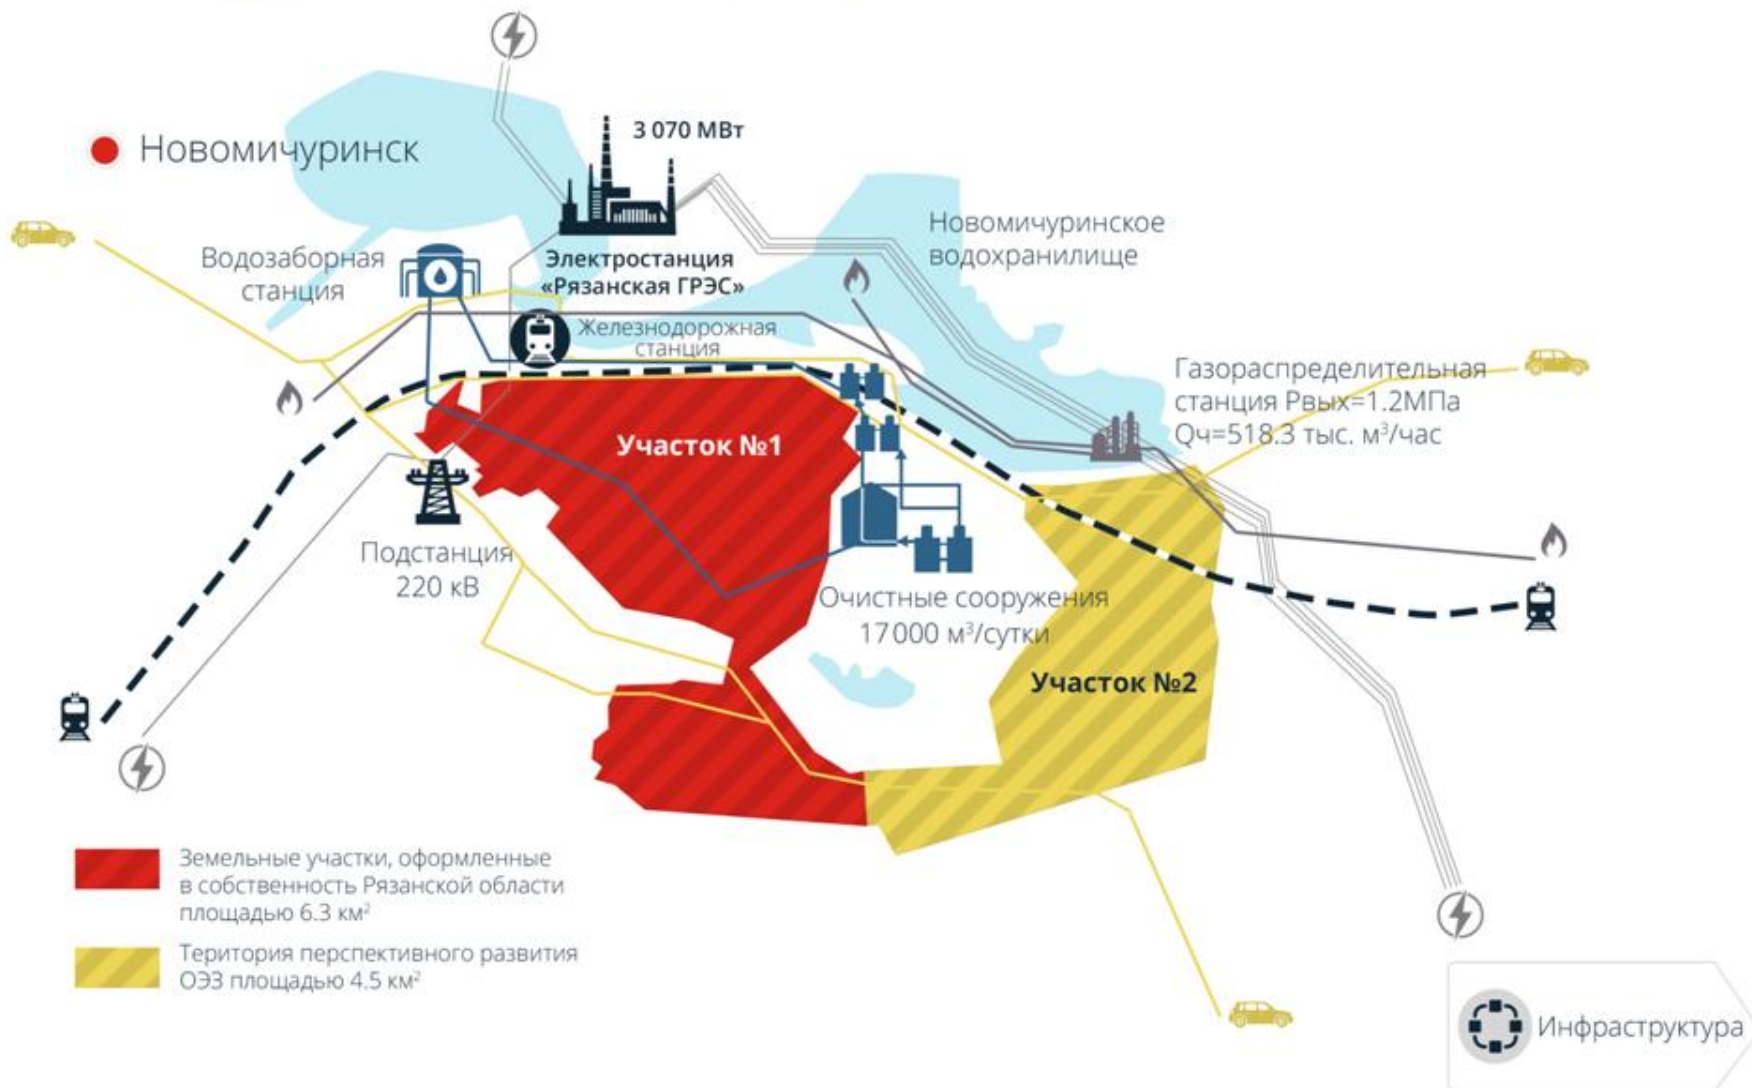 3 070 МВт
Новомичуринск
Новомичуринское
водохранилище
Водозаборная
станция
Электростанция
«Рязанская ГРЭС»
Железнодорожная
станция
Газораспределительная
станция Рвых=1.2МПа
Qч=518.3 тыс. м³/час
Участок №1
Подстанция
220 кВ
Очистные сооружения
17000 м³/сутки
Участок №2
Земельные участки, оформленные
в собственность Рязанской области
площадью 6.3 км²
Територия перспективного развития
ОЭЗ площадью 4.5 км²
Инфраструктура